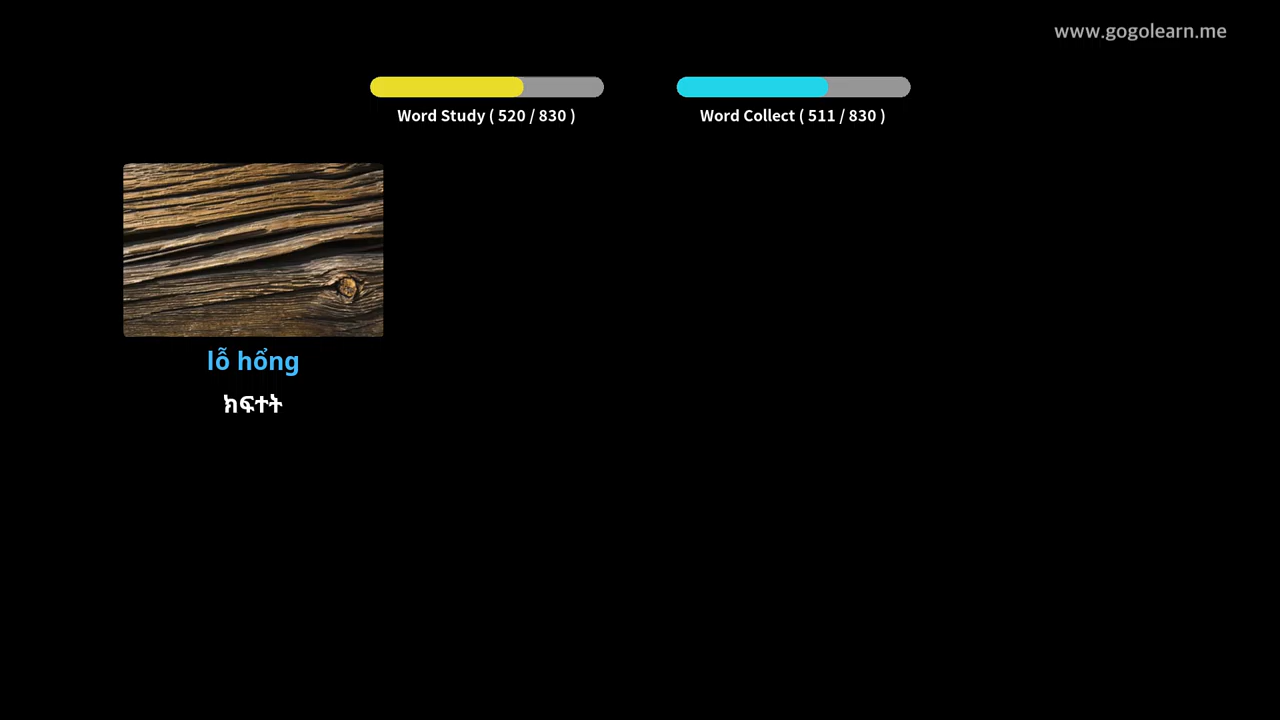 www.gogolearn.me
Word Study ( 520 / 830 )
Word Collect ( 511 / 830 )
lỗ hổng
ክፍተት